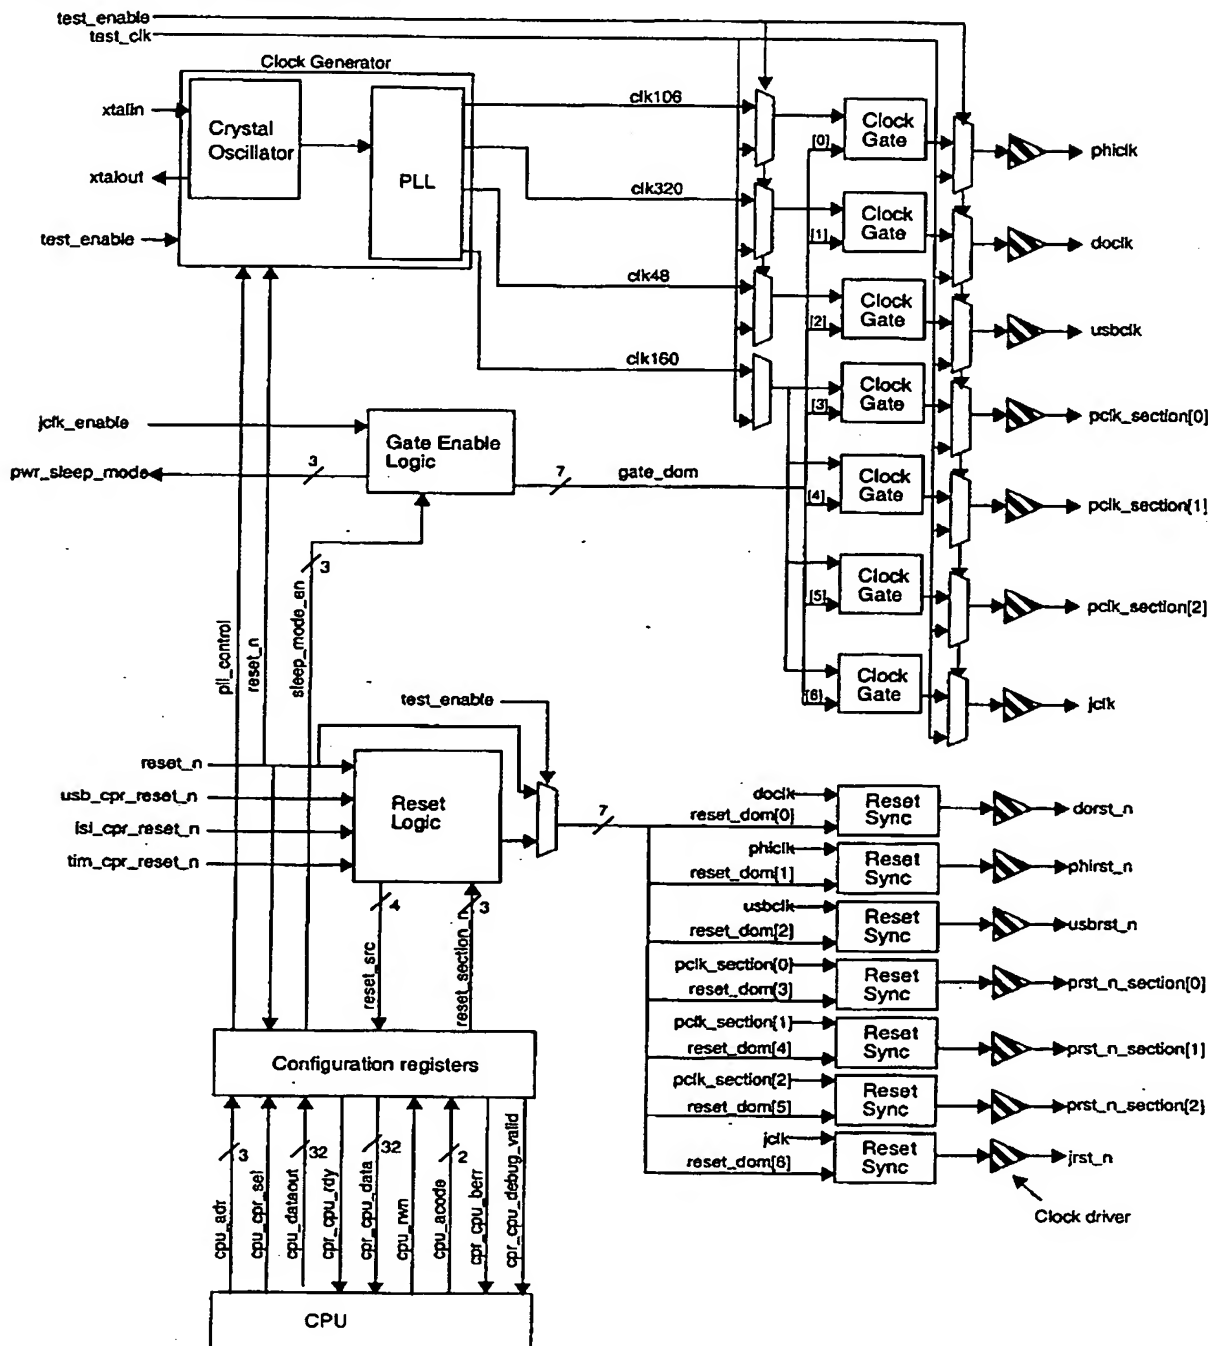 test_enable
test_clk
Clock Generator
xtalin
Crystal
Oscillator
xtalout
PLL
test_enable
clk106
clk320
clk48
clk160
[0]
Clock
Gate
phiclk
[1]
Clock
Gate
doclk
[2]
Clock
Gate
usbclk
[3]
Clock
Gate
pclk_section[0]
[4]
Clock
Gate
pclk_section[1]
[5]
Clock
Gate
pclk_section[2]
[6]
Clock
Gate
jclk
jclk_enable
Gate Enable
Logic
pwr_sleep_mode
3
7
gate_dom
3
pll_control
reset_n
sleep_mode_en
test_enable
reset_n
usb_cpr_reset_n
isi_cpr_reset_n
tim_cpr_reset_n
Reset
Logic
7
4
3
reset_src
reset_section_n
doclk
reset_dom[0]
Reset
Sync
dorst_n
phiclk
reset_dom[1]
Reset
Sync
phirst_n
usbclk
reset_dom[2]
Reset
Sync
usbrst_n
pclk_section[0]
reset_dom[3]
Reset
Sync
prst_n_section[0]
pclk_section[1]
reset_dom[4]
Reset
Sync
prst_n_section[1]
pclk_section[2]
reset_dom[5]
Reset
Sync
prst_n_section[2]
jclk
reset_dom[6]
Reset
Sync
jrst_n
Clock driver
Configuration registers
3
32
32
2
cpu_adr
cpu_cpr_sel
cpu_dataout
cpr_cpu_rdy
cpr_cpu_data
cpu_rwn
cpu_acode
cpr_cpu_berr
cpr_cpu_debug_valid
CPU